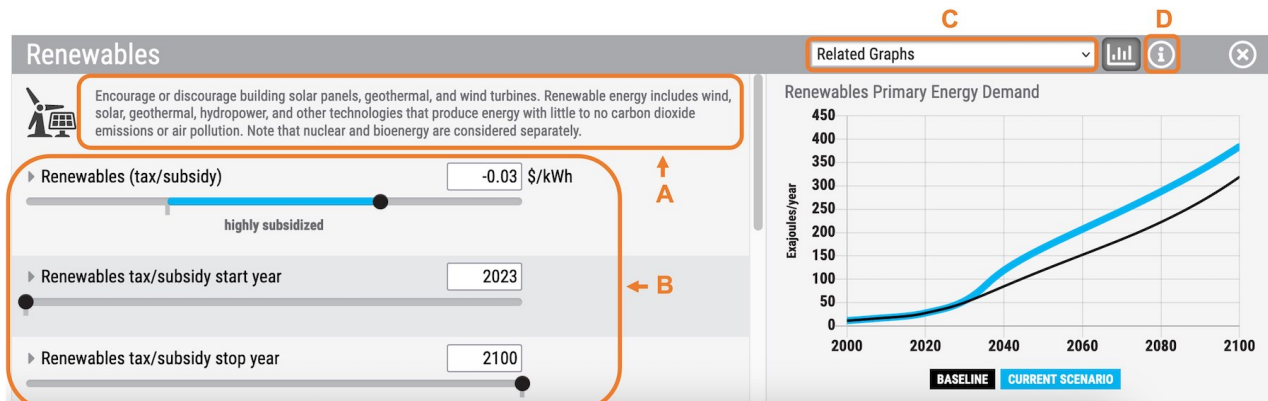 C
D
Renewables
Related Graphs
Encourage or discourage building solar panels, geothermal, and wind turbines. Renewable energy includes wind,
solar, geothermal, hydropower, and other technologies that produce energy with little to no carbon dioxide
emissions or air pollution. Note that nuclear and bioenergy are considered separately.
A
Renewables (tax/subsidy)
-0.03 $/kWh
highly subsidized
Renewables tax/subsidy start year
2023
B
Renewables tax/subsidy stop year
2100
Renewables Primary Energy Demand
450
400
350
300
250
200
150
100
50
0
Exajoules/year
2000 2020 2040 2060 2080 2100
BASELINE CURRENT SCENARIO